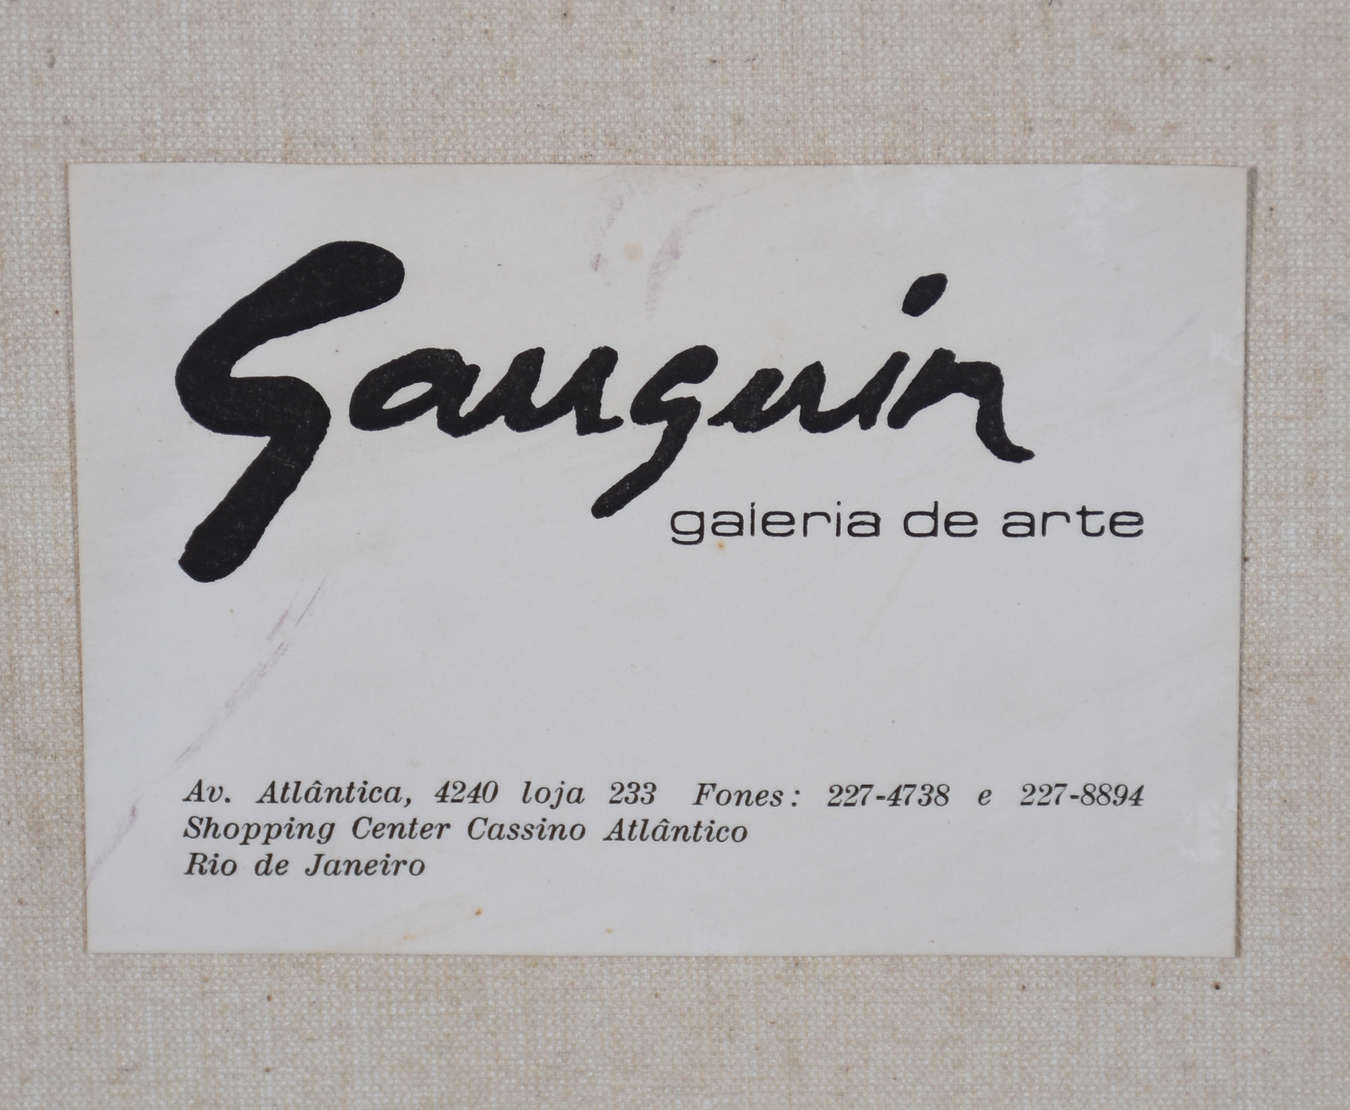 Gauguin
galeria de arte
Av. Atlântica, 4240 loja 233 Fones: 227-4738 e 227-8894
Shopping Center Cassino Atlântico
Rio de Janeiro